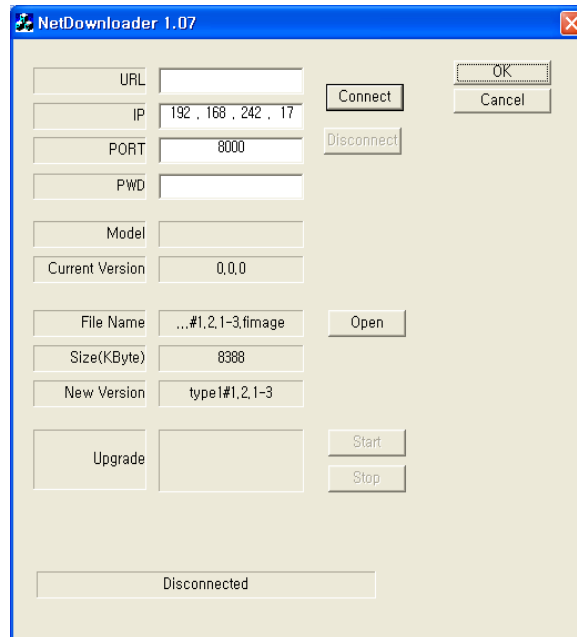 NetDownloader 1.07
URL
OK
IP 192 . 168 . 242 . 17
Connect
Cancel
PORT 8000
Disconnect
PWD
Model
Current Version 0,0,0
File Name ,,,#1,2,1-3,fimage Open
Size(KByte) 8388
New Version type1#1,2,1-3
Upgrade
Start
Stop
Disconnected